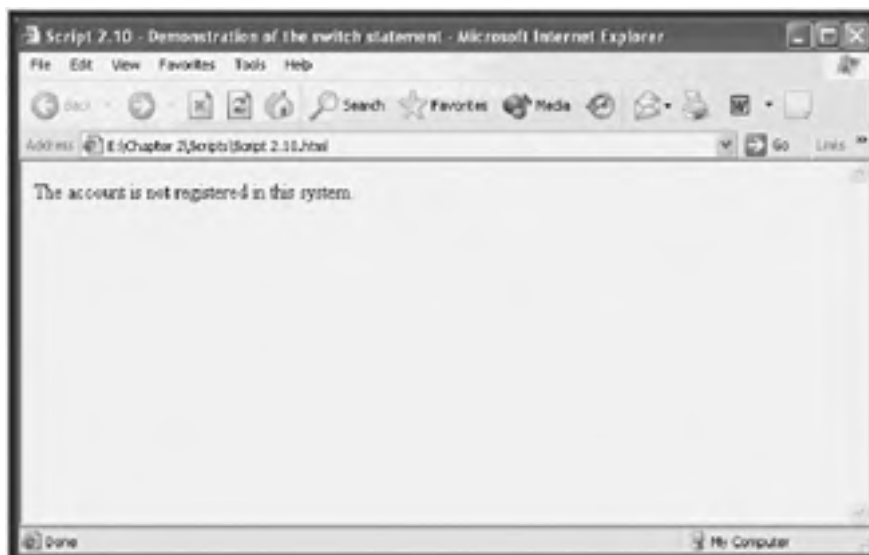 Script 2.10 - Demonstration of the switch statement - Microsoft Internet Explorer
File Edit View Favorites Tools Help
Back Search Favorites Media
Address E:\Chapter 2\Scripts\Script 2.10.html Go Links »
The account is not registered in this system.
Done My Computer